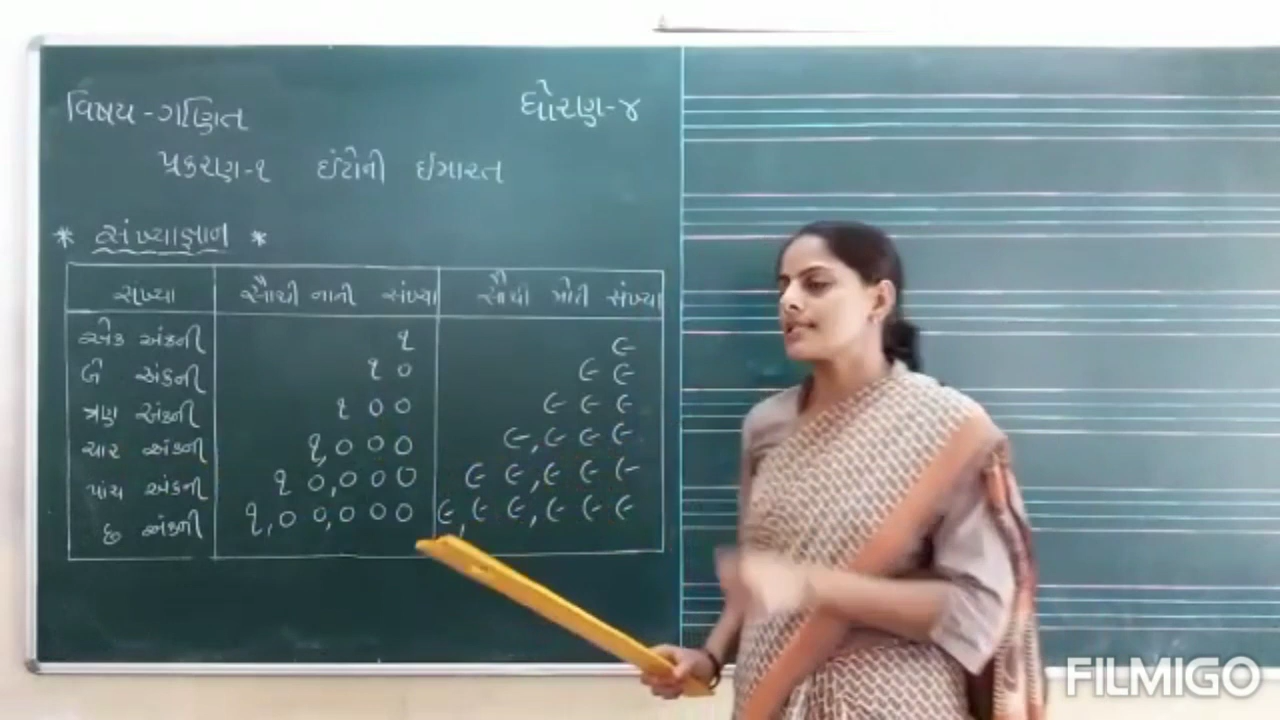 વિષય - ગણિત ધોરણ - ૪
પ્રકરણ - ૧ ઇંટોની ઇમારત
* સંખ્યાજ્ઞાન *
સંખ્યા સૌથી નાની સંખ્યા સૌથી મોટી સંખ્યા
એક અંકની ૧ ૯
બે અંકની ૧૦ ૯૯
ત્રણ અંકની ૧૦૦ ૯૯૯
ચાર અંકની ૧,૦૦૦ ૯,૯૯૯
પાંચ અંકની ૧૦,૦૦૦ ૯૯,૯૯૯
છ અંકની ૧,૦૦,૦૦૦ ૯,૯૯,૯૯૯
FILMIGO